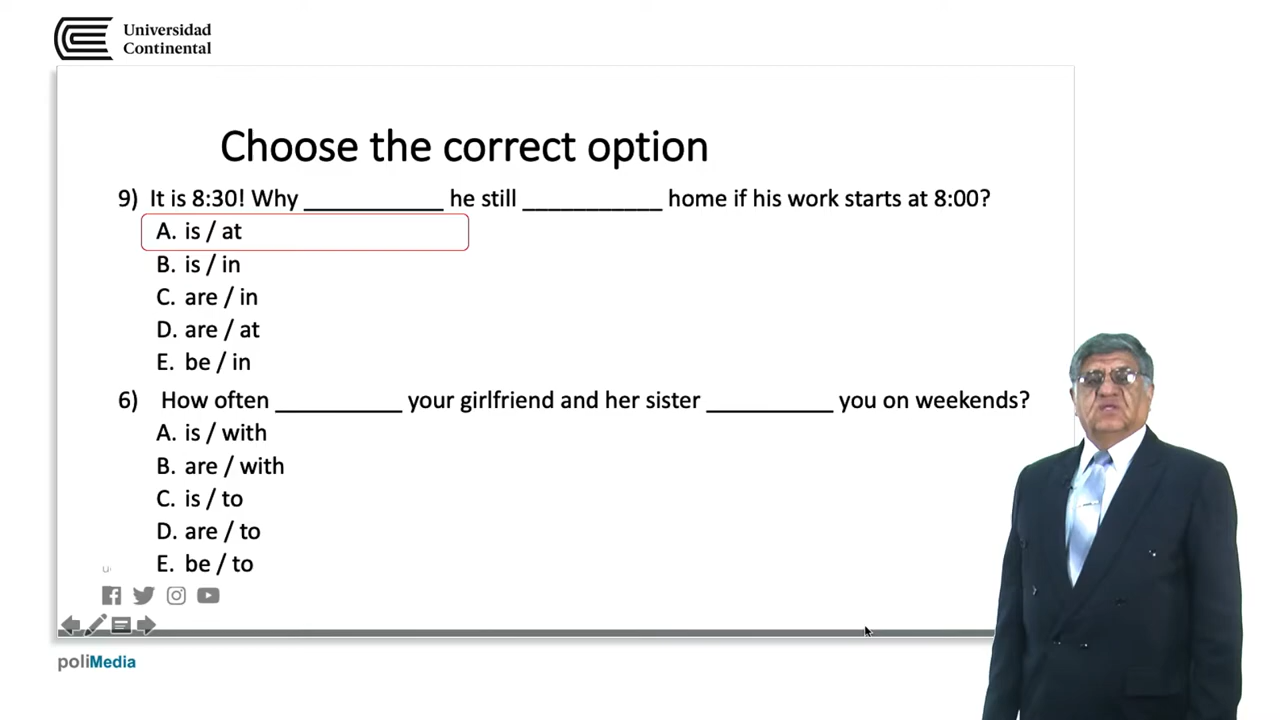 Universidad
Continental
Choose the correct option
9) It is 8:30! Why ___________ he still ___________ home if his work starts at 8:00?
A. is / at
B. is / in
C. are / in
D. are / at
E. be / in
6) How often __________ your girlfriend and her sister __________ you on weekends?
A. is / with
B. are / with
C. is / to
D. are / to
E. be / to
poliMedia